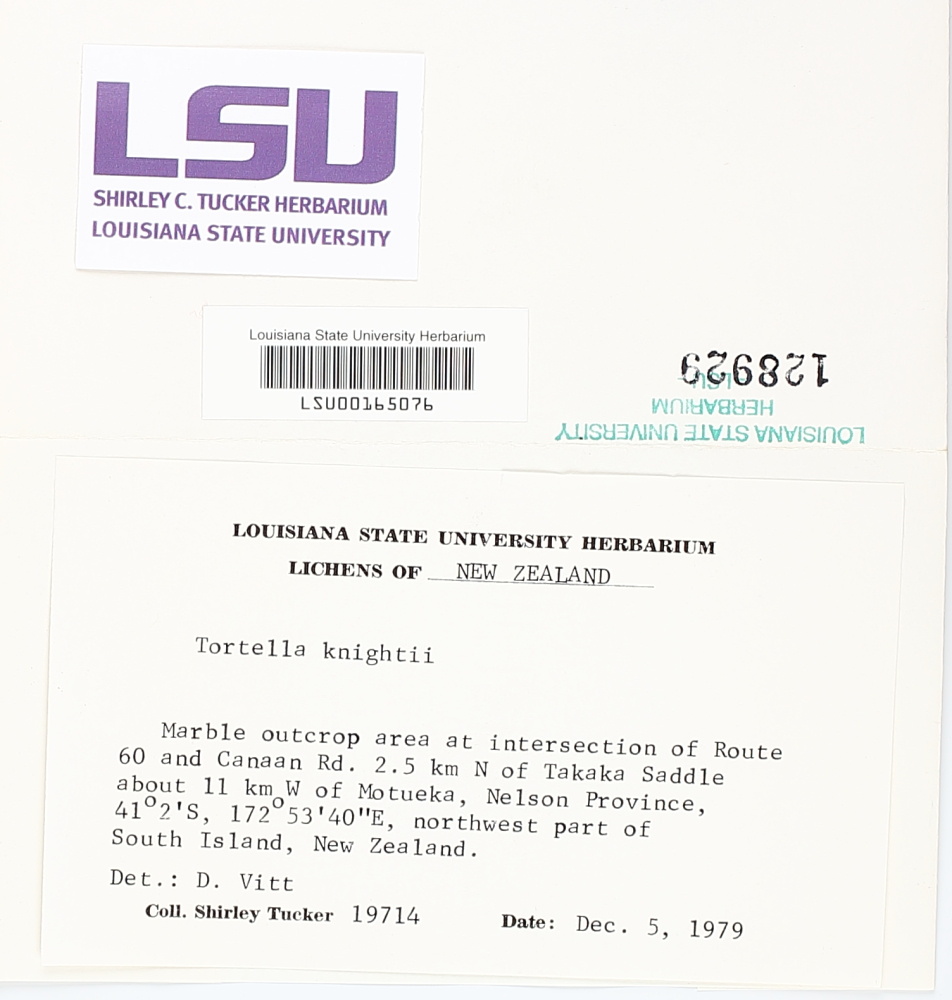 LSU
SHIRLEY C. TUCKER HERBARIUM
LOUISIANA STATE UNIVERSITY
Louisiana State University Herbarium
LSU00165076
128929
LSU
HERBARIUM
LOUISIANA STATE UNIVERSITY
LOUISIANA STATE UNIVERSITY HERBARIUM
LICHENS OF NEW ZEALAND
Tortella knightii
Marble outcrop area at intersection of Route
60 and Canaan Rd. 2.5 km N of Takaka Saddle
about 11 km W of Motueka, Nelson Province,
41°2'S, 172°53'40"E, northwest part of
South Island, New Zealand.
Det.: D. Vitt
Coll. Shirley Tucker 19714 Date: Dec. 5, 1979